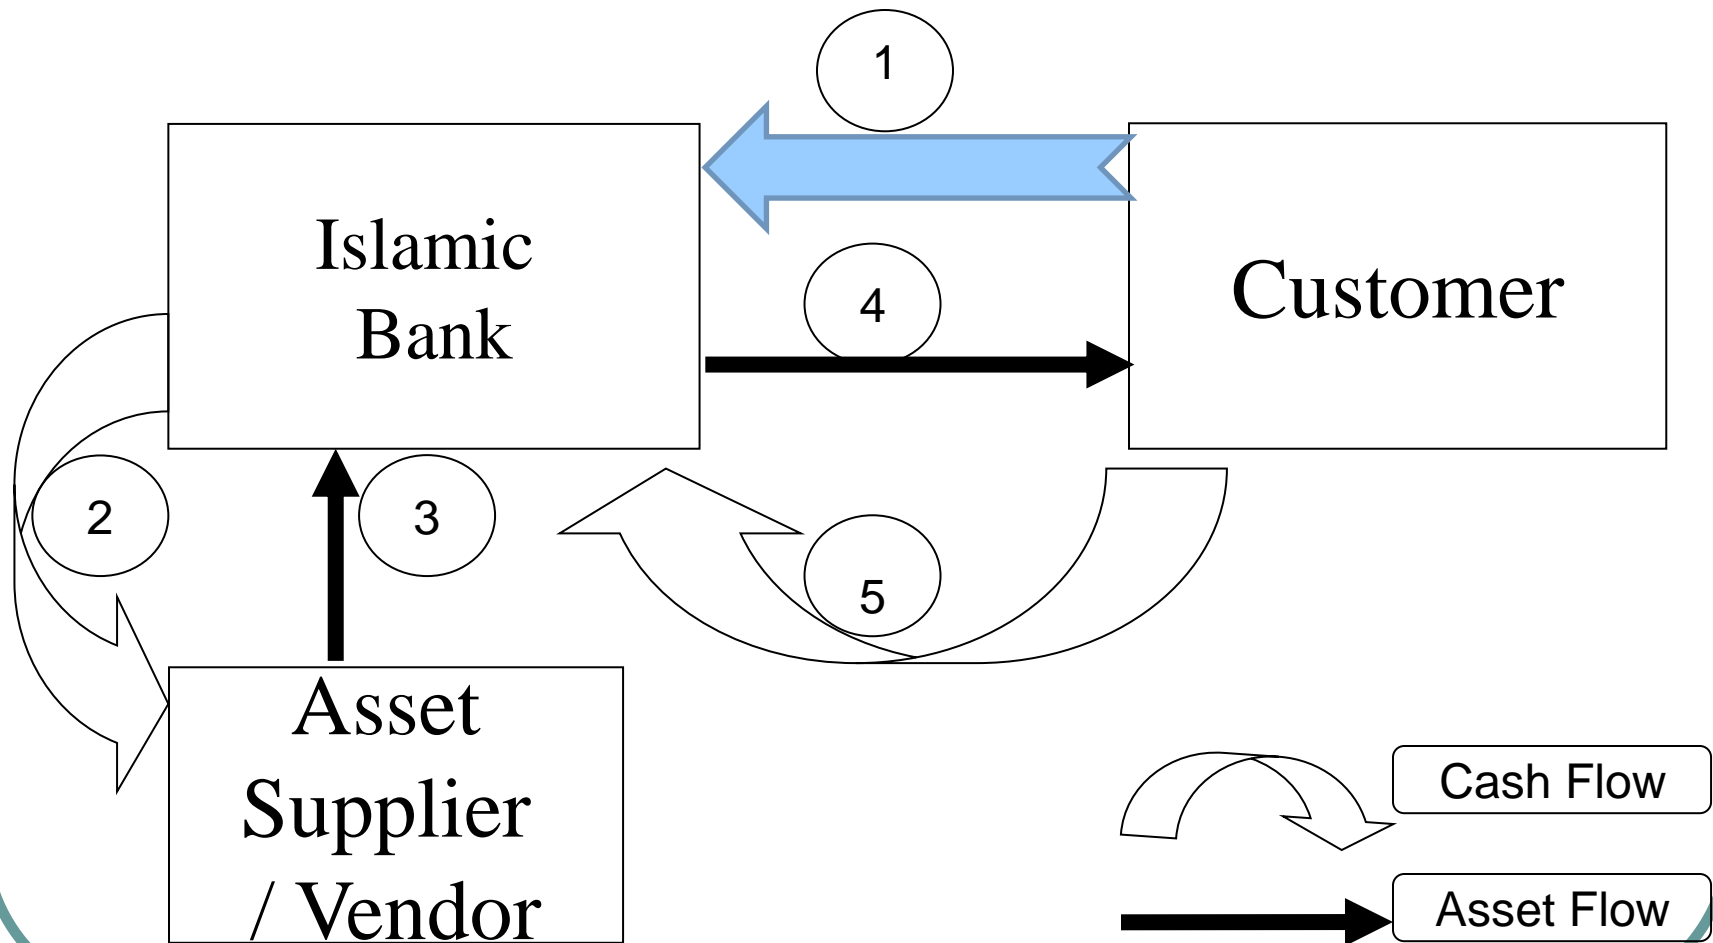 1
Islamic
Bank
4
Customer
2
3
5
Asset
Supplier
/ Vendor
Cash Flow
Asset Flow